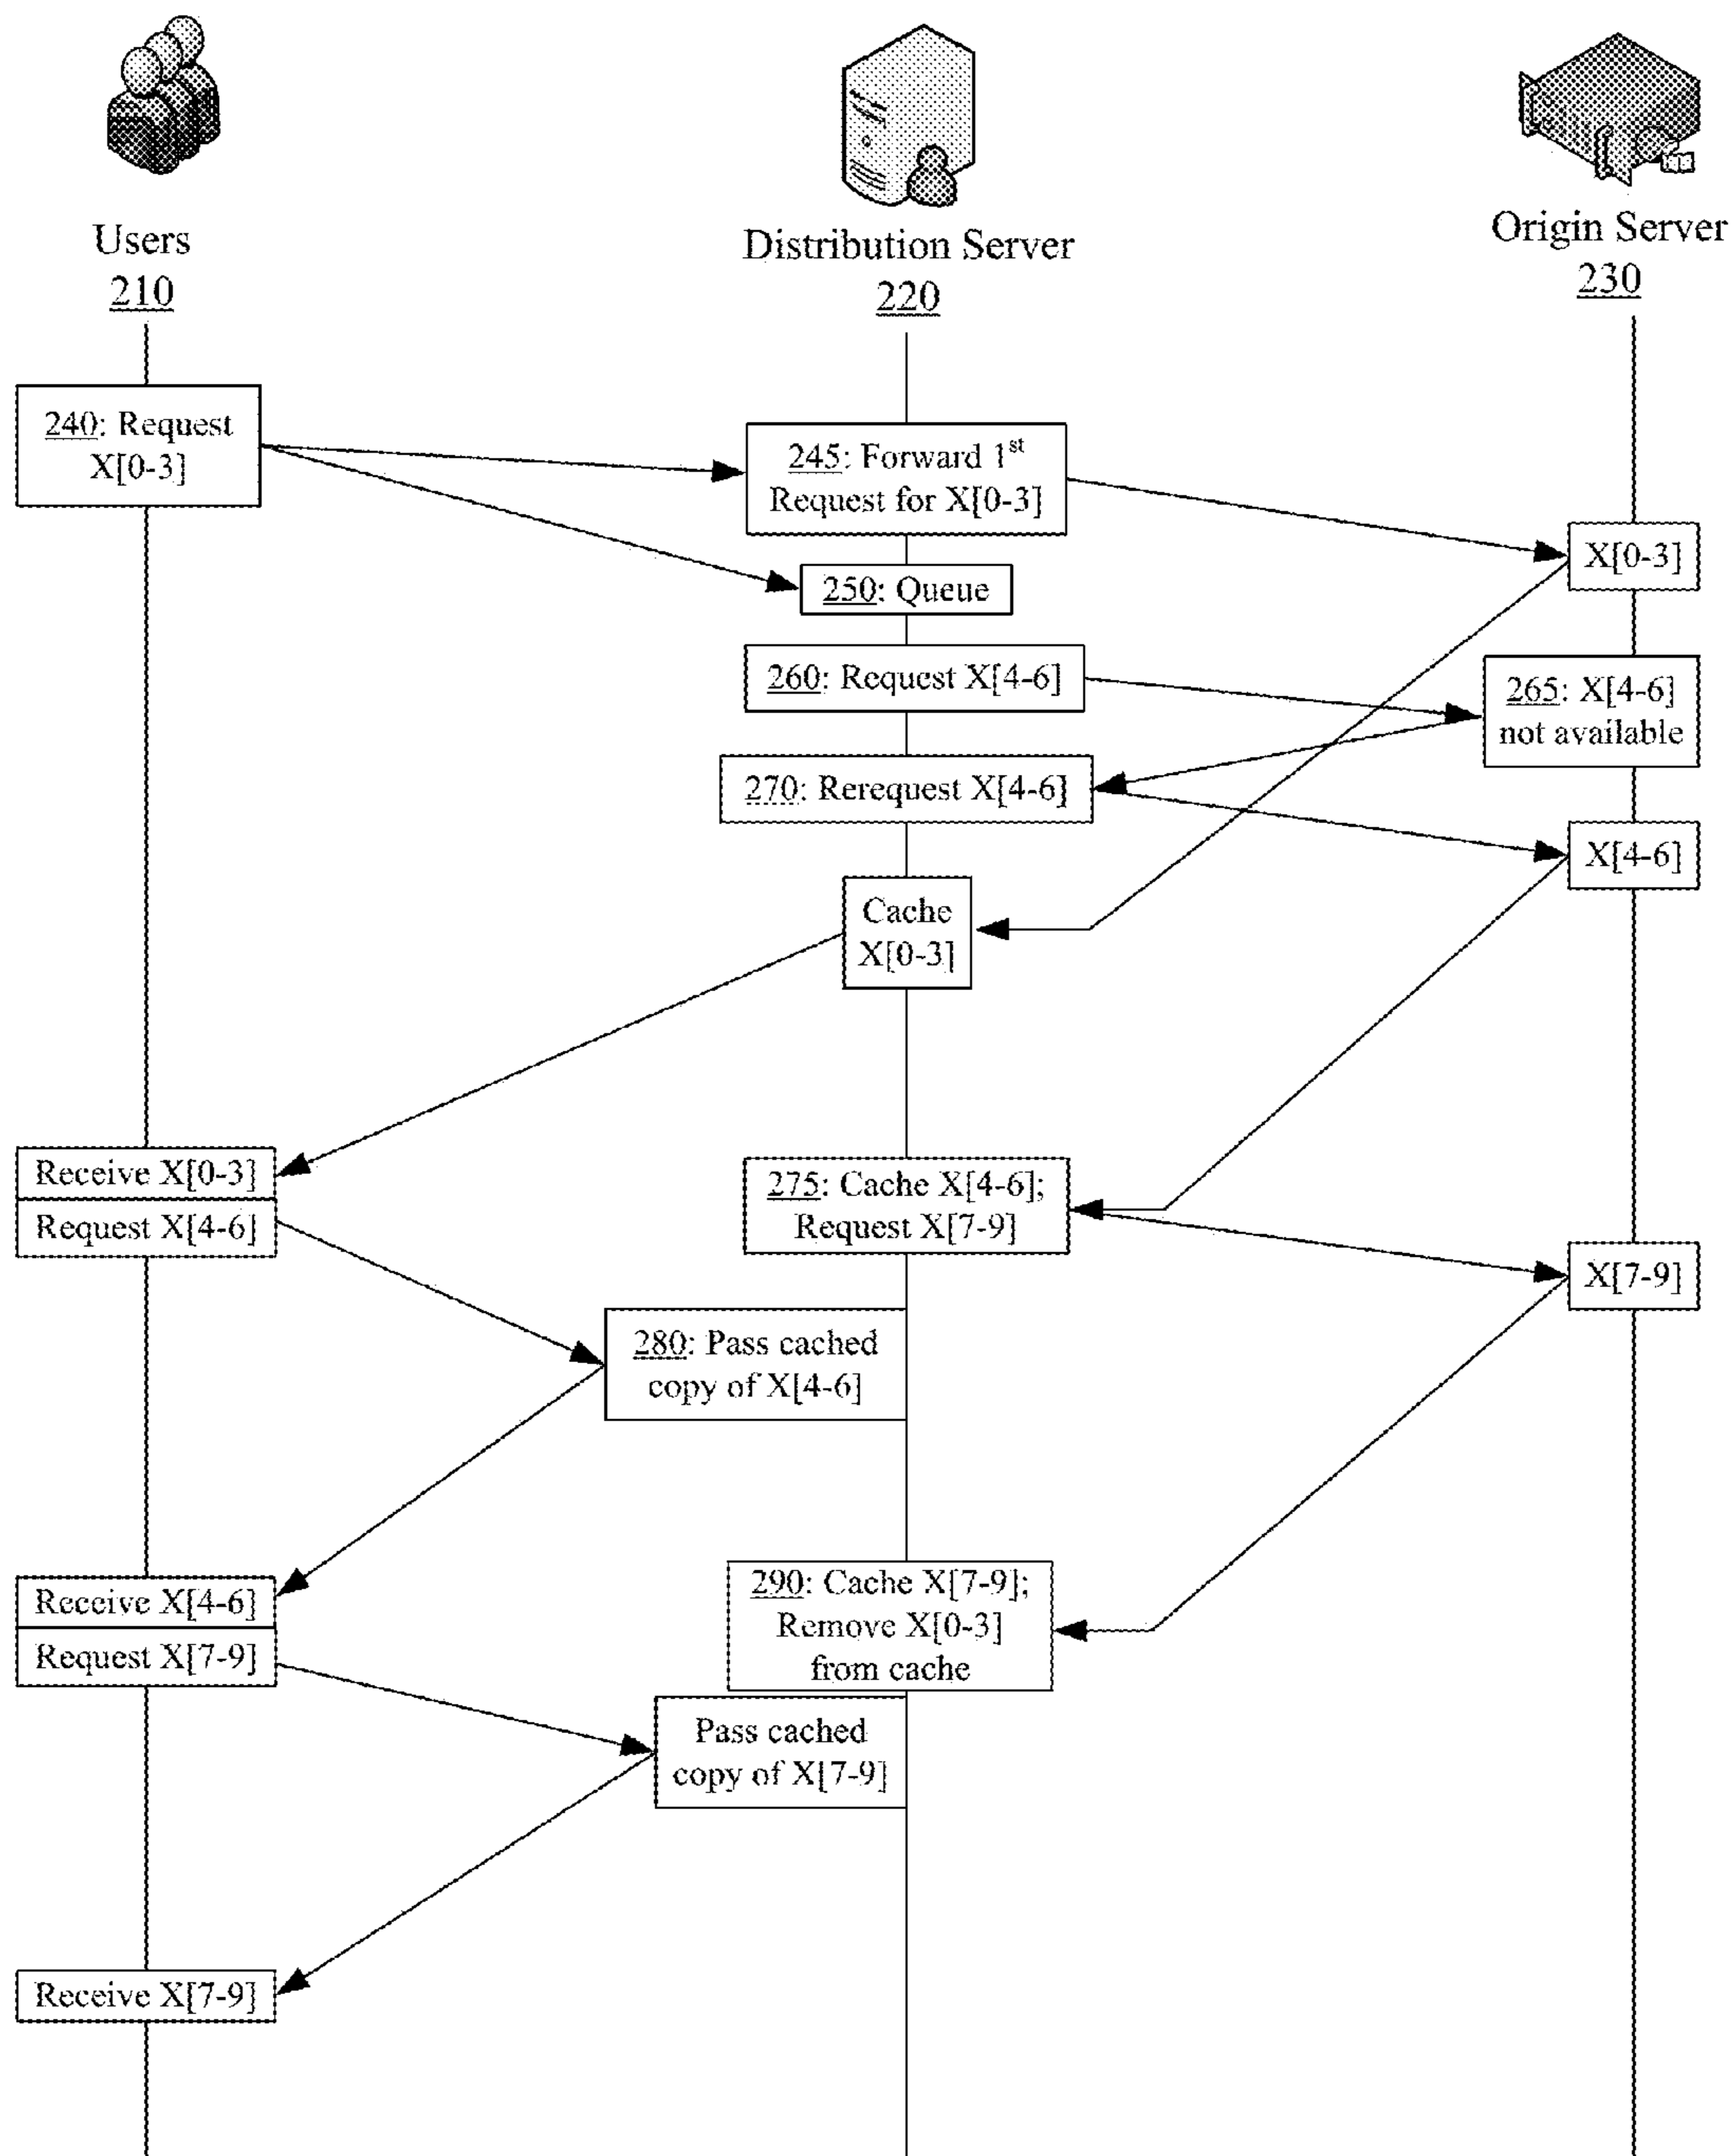 Users
210
Distribution Server
220
Origin Server
230
240: Request
X[0-3]
245: Forward 1st
Request for X[0-3]
X[0-3]
250: Queue
260: Request X[4-6]
265: X[4-6]
not available
270: Rerequest X[4-6]
X[4-6]
Cache
X[0-3]
Receive X[0-3]
Request X[4-6]
275: Cache X[4-6];
Request X[7-9]
X[7-9]
280: Pass cached
copy of X[4-6]
Receive X[4-6]
Request X[7-9]
290: Cache X[7-9];
Remove X[0-3]
from cache
Pass cached
copy of X[7-9]
Receive X[7-9]